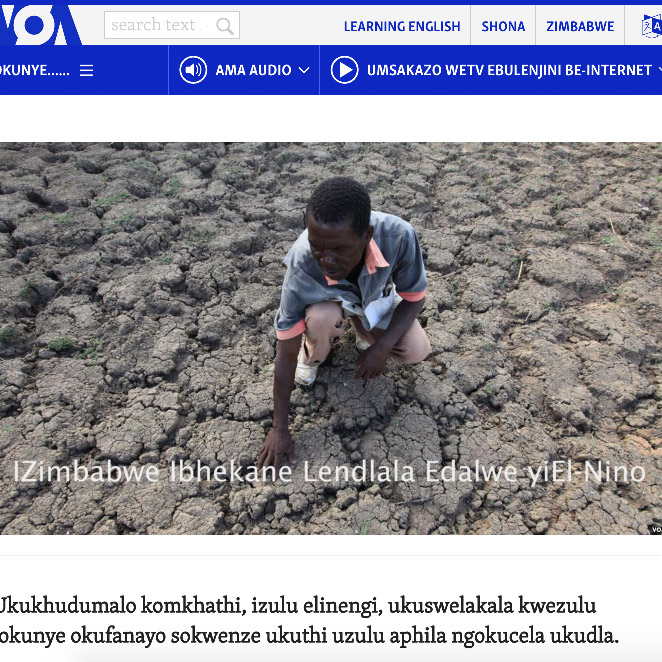 VOA
search text LEARNING ENGLISH SHONA ZIMBABWE
OKUNYE...... AMA AUDIO UMSAKAZO WETV EBULENJINI BE-INTERNET
IZimbabwe Ibhekane Lendlala Edalwe yiEl-Nino
Ukukhudumalo komkhathi, izulu elinengi, ukuswelakala kwezulu
okunye okufanayo sokwenze ukuthi uzulu aphila ngokucela ukudla.